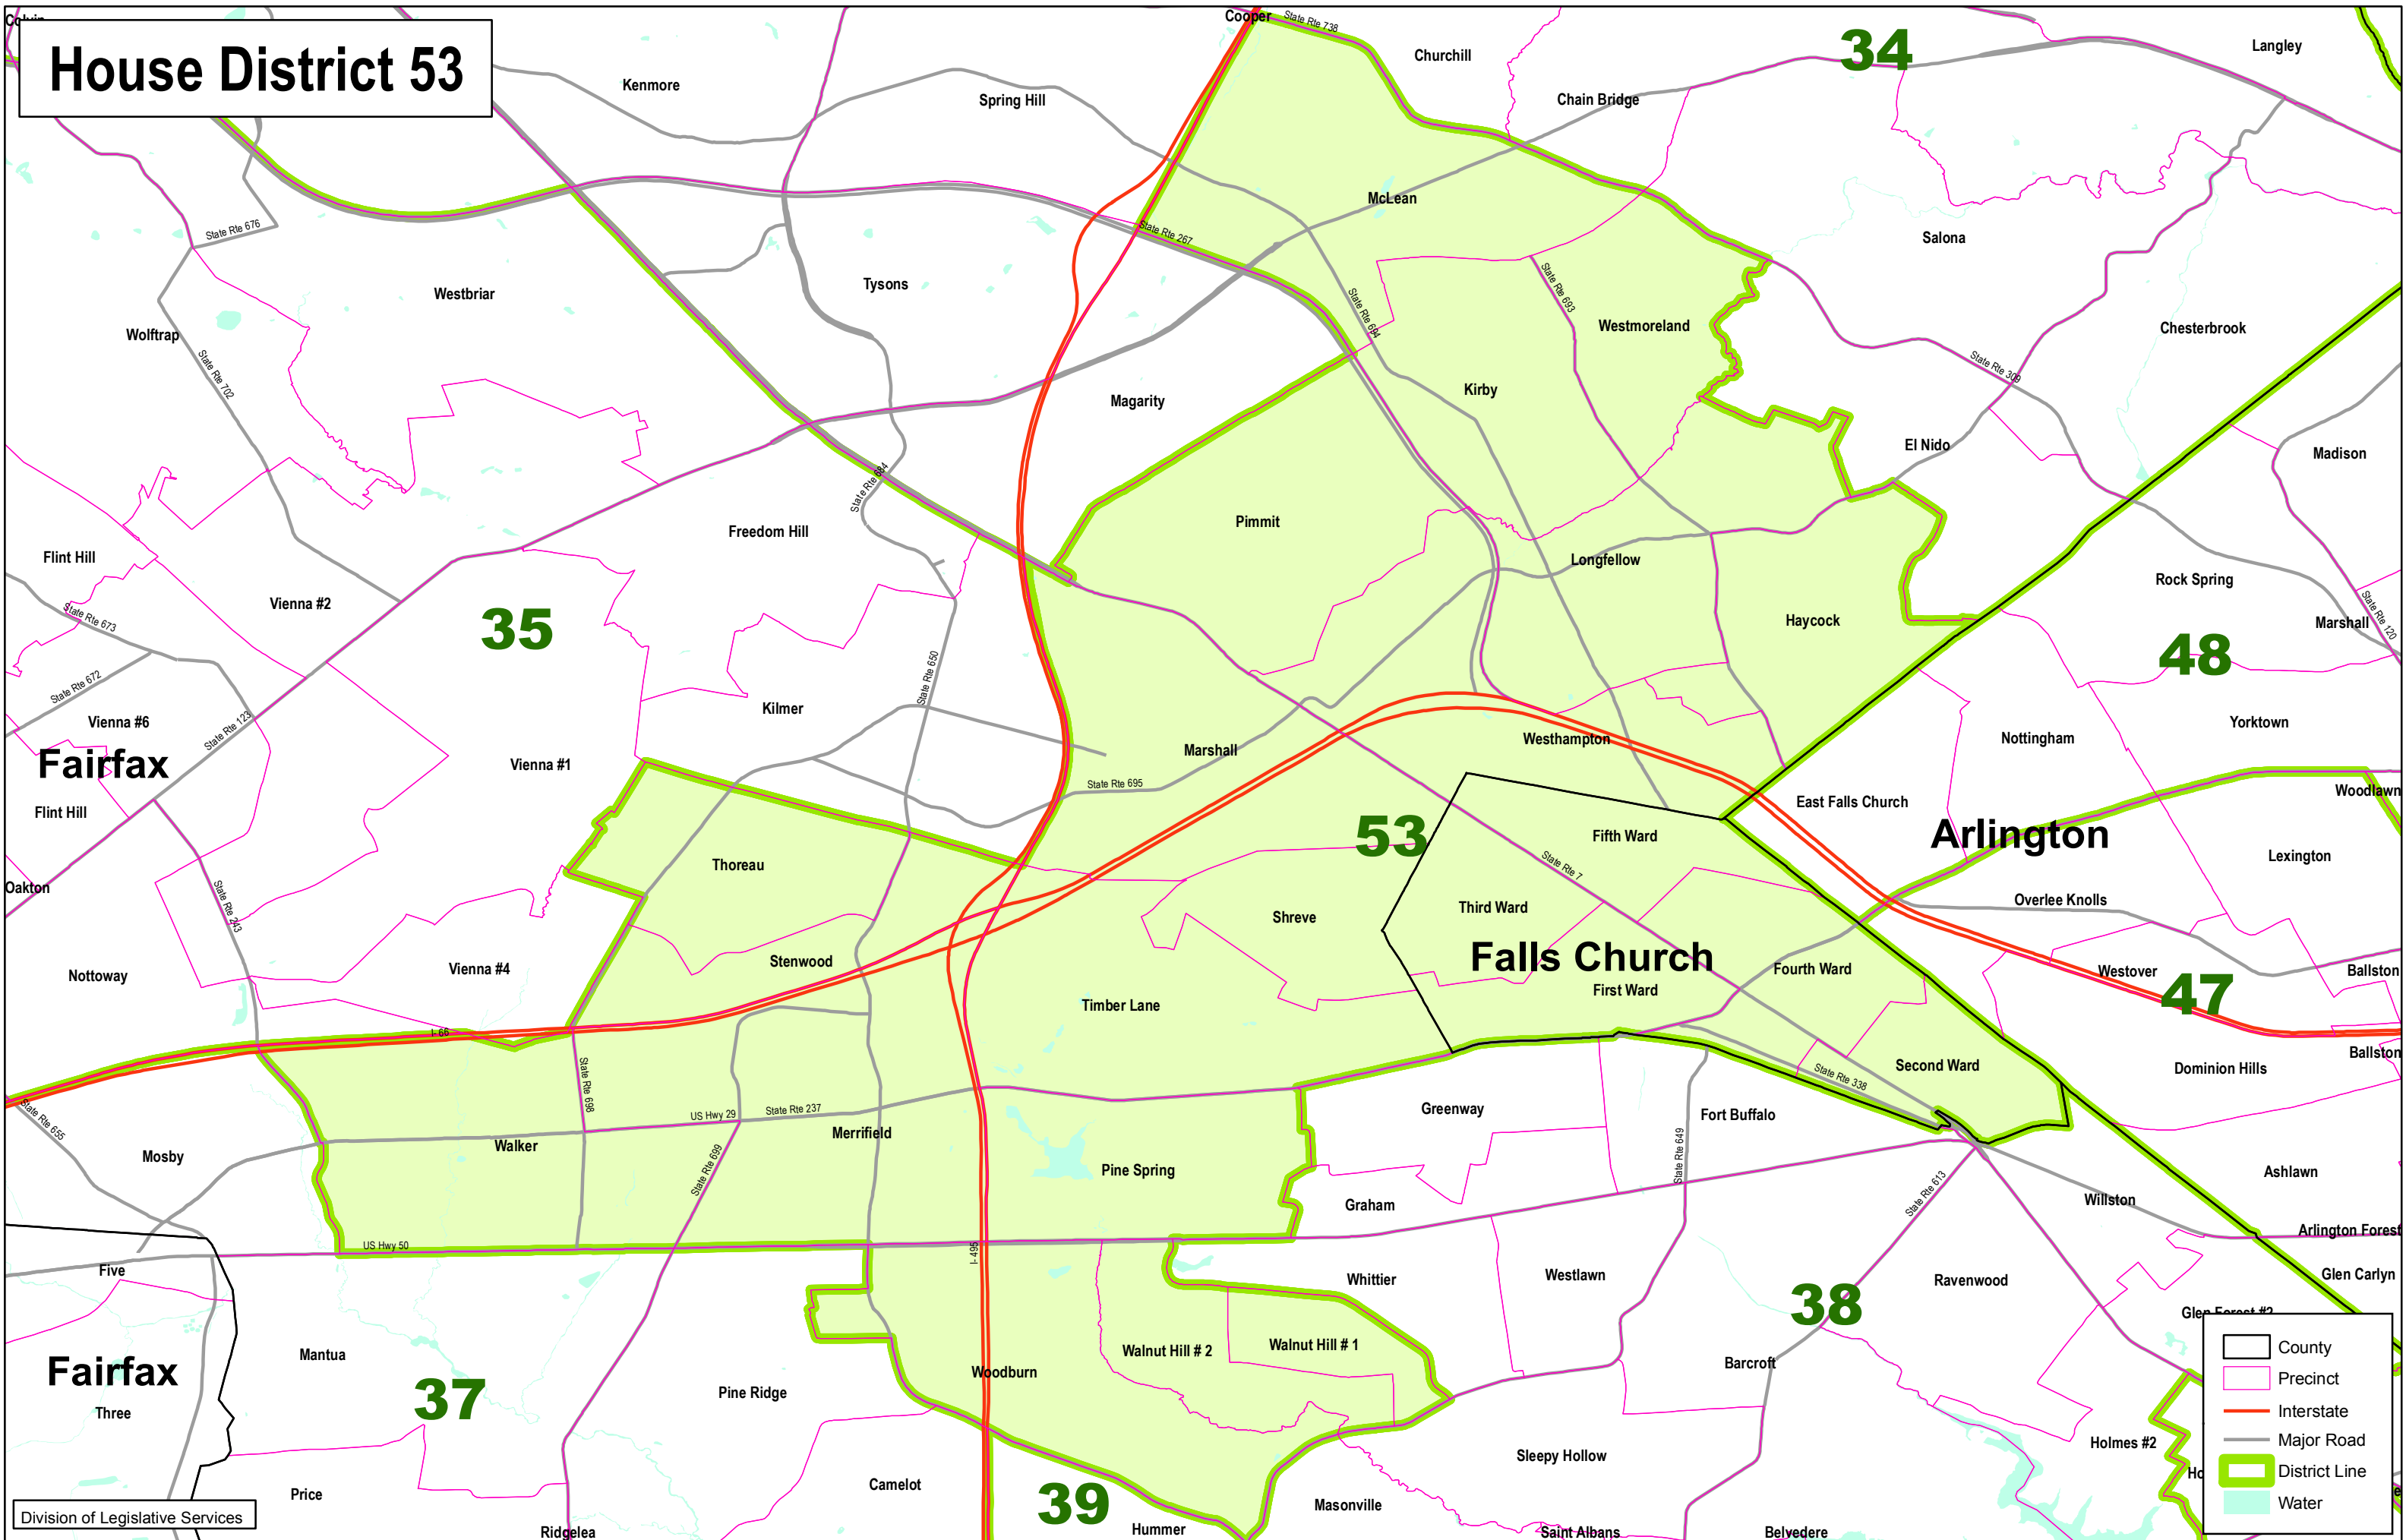 House District 53
Colvin
Cooper
State Rte 738
Churchill
34
Langley
Kenmore
Spring Hill
Chain Bridge
McLean
State Rte 676
State Rte 267
Salona
Westbriar
Tysons
State Rte 694
State Rte 693
Westmoreland
Chesterbrook
Wolftrap
State Rte 702
State Rte 309
Magarity
Kirby
El Nido
Madison
State Rte 684
Freedom Hill
Pimmit
Flint Hill
Longfellow
Rock Spring
Vienna #2
State Rte 673
35
Haycock
Marshall
State Rte 120
48
State Rte 672
State Rte 650
Vienna #6
State Rte 123
Kilmer
Yorktown
Nottingham
Westhampton
Marshall
Fairfax
Vienna #1
State Rte 695
Woodlawn
East Falls Church
Flint Hill
53
Fifth Ward
Arlington
Thoreau
State Rte 7
Lexington
Oakton
State Rte 243
Overlee Knolls
Third Ward
Shreve
Falls Church
Nottoway
Vienna #4
Stenwood
Fourth Ward
Westover
Ballston
First Ward
47
Timber Lane
I- 66
Ballston
Second Ward
Dominion Hills
State Rte 698
State Rte 338
State Rte 655
US Hwy 29
State Rte 237
Greenway
Fort Buffalo
Merrifield
Walker
Mosby
State Rte 699
Pine Spring
State Rte 649
Ashlawn
State Rte 613
Willston
Graham
Arlington Forest
US Hwy 50
I- 495
Five
Whittier
Westlawn
Ravenwood
Glen Carlyn
38
Glen Forest #2
Walnut Hill # 1
Walnut Hill # 2
Mantua
Barcroft
Fairfax
Woodburn
37
Pine Ridge
Three
Holmes #2
Sleepy Hollow
Camelot
39
Price
Masonville
Hummer
Ridgelea
Saint Albans
Belvedere
County
Precinct
Interstate
Major Road
District Line
Water
Division of Legislative Services